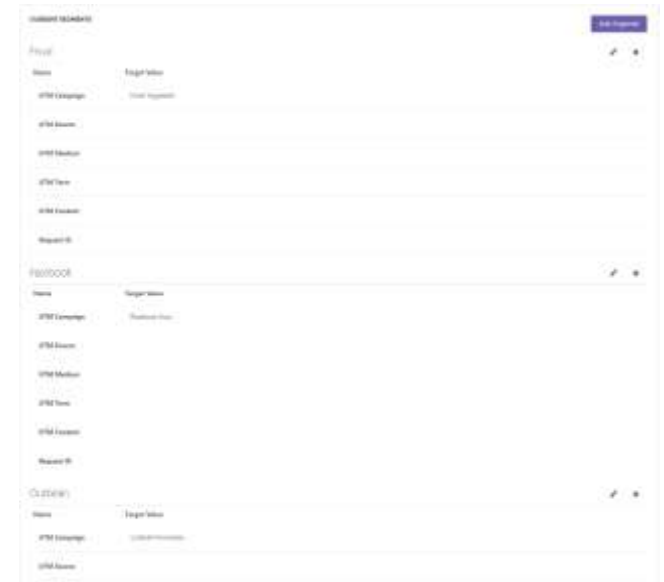 CURRENT SEGMENTS
Add Segment
Name Target Value
UTM Campaign
UTM Source
UTM Medium
UTM Term
UTM Content
Request ID
Facebook
Name Target Value
UTM Campaign
UTM Source
UTM Medium
UTM Term
UTM Content
Request ID
Outbrain
Name Target Value
UTM Campaign
UTM Source